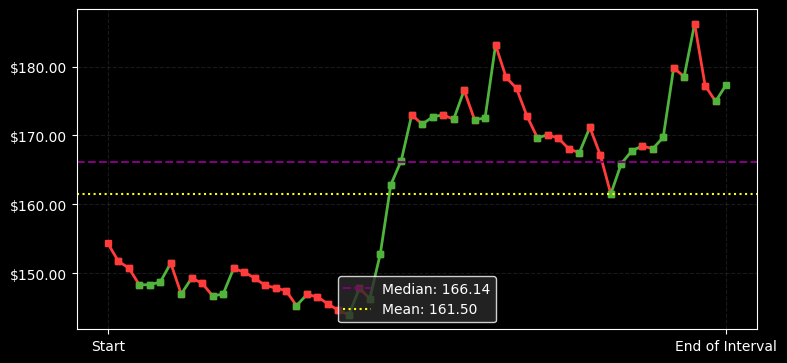 $180.00
$170.00
$160.00
$150.00
Median: 166.14
Mean: 161.50
Start
End of Interval